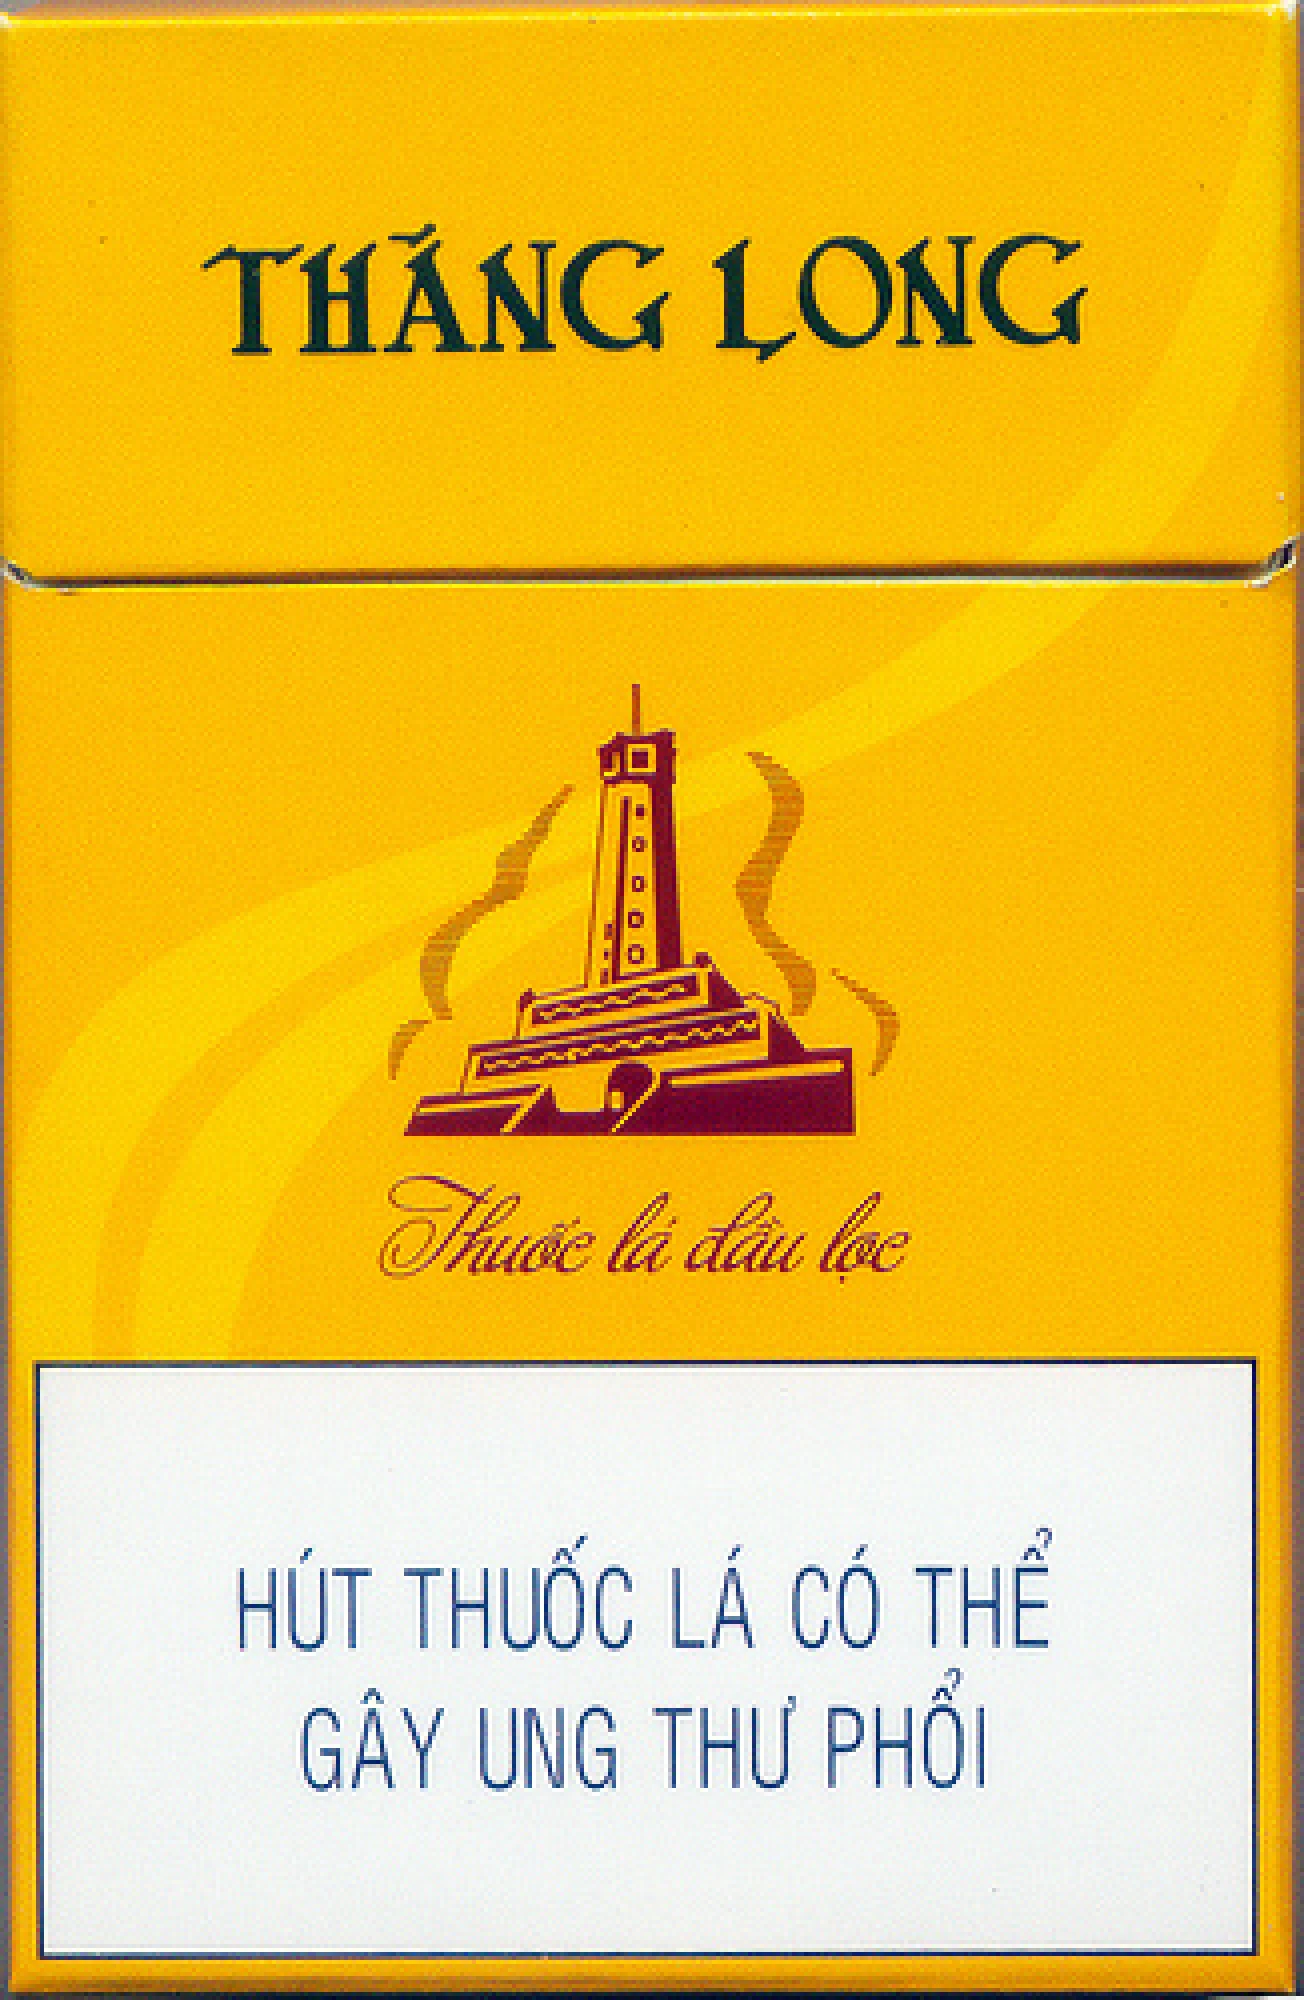 THĂNG LONG
Thuốc lá đầu lọc
HÚT THUỐC LÁ CÓ THỂ
GÂY UNG THƯ PHỔI